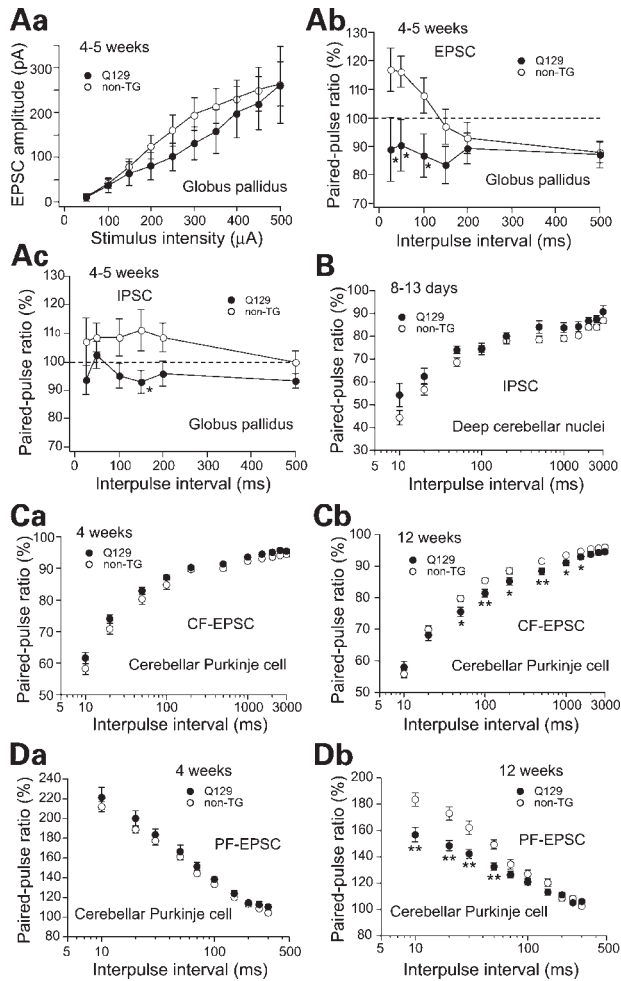 Aa
4-5 weeks
Q129
non-TG
EPSC amplitude (pA)
300
200
100
0
Globus pallidus
0 100 200 300 400 500
Stimulus intensity (μA)
Ab
4-5 weeks
EPSC
Q129
non-TG
Paired-pulse ratio (%)
130
120
110
100
90
80
70
60
* * *
Globus pallidus
0 100 200 300 400 500
Interpulse interval (ms)
Ac
4-5 weeks
IPSC
Q129
non-TG
Paired-pulse ratio (%)
130
120
110
100
90
80
70
*
Globus pallidus
0 100 200 300 400 500
Interpulse interval (ms)
B
8-13 days
Q129
non-TG
Paired-pulse ratio (%)
100
90
80
70
60
50
40
30
IPSC
Deep cerebellar nuclei
5 10 100 1000 3000
Interpulse interval (ms)
Ca
4 weeks
Q129
non-TG
Paired-pulse ratio (%)
100
90
80
70
60
50
CF-EPSC
Cerebellar Purkinje cell
5 10 100 1000 3000
Interpulse interval (ms)
Cb
12 weeks
Q129
non-TG
Paired-pulse ratio (%)
100
90
80
70
60
50
* ** * ** * *
CF-EPSC
Cerebellar Purkinje cell
5 10 100 1000 3000
Interpulse interval (ms)
Da
4 weeks
Q129
non-TG
Paired-pulse ratio (%)
240
220
200
180
160
140
120
100
80
PF-EPSC
Cerebellar Purkinje cell
5 10 100 500
Interpulse interval (ms)
Db
12 weeks
Q129
non-TG
Paired-pulse ratio (%)
200
180
160
140
120
100
80
** ** ** **
PF-EPSC
Cerebellar Purkinje cell
5 10 100 500
Interpulse interval (ms)